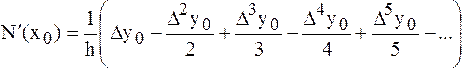 N′(x₀) = 1/h ( Δy₀ − Δ²y₀/2 + Δ³y₀/3 − Δ⁴y₀/4 + Δ⁵y₀/5 − ... )